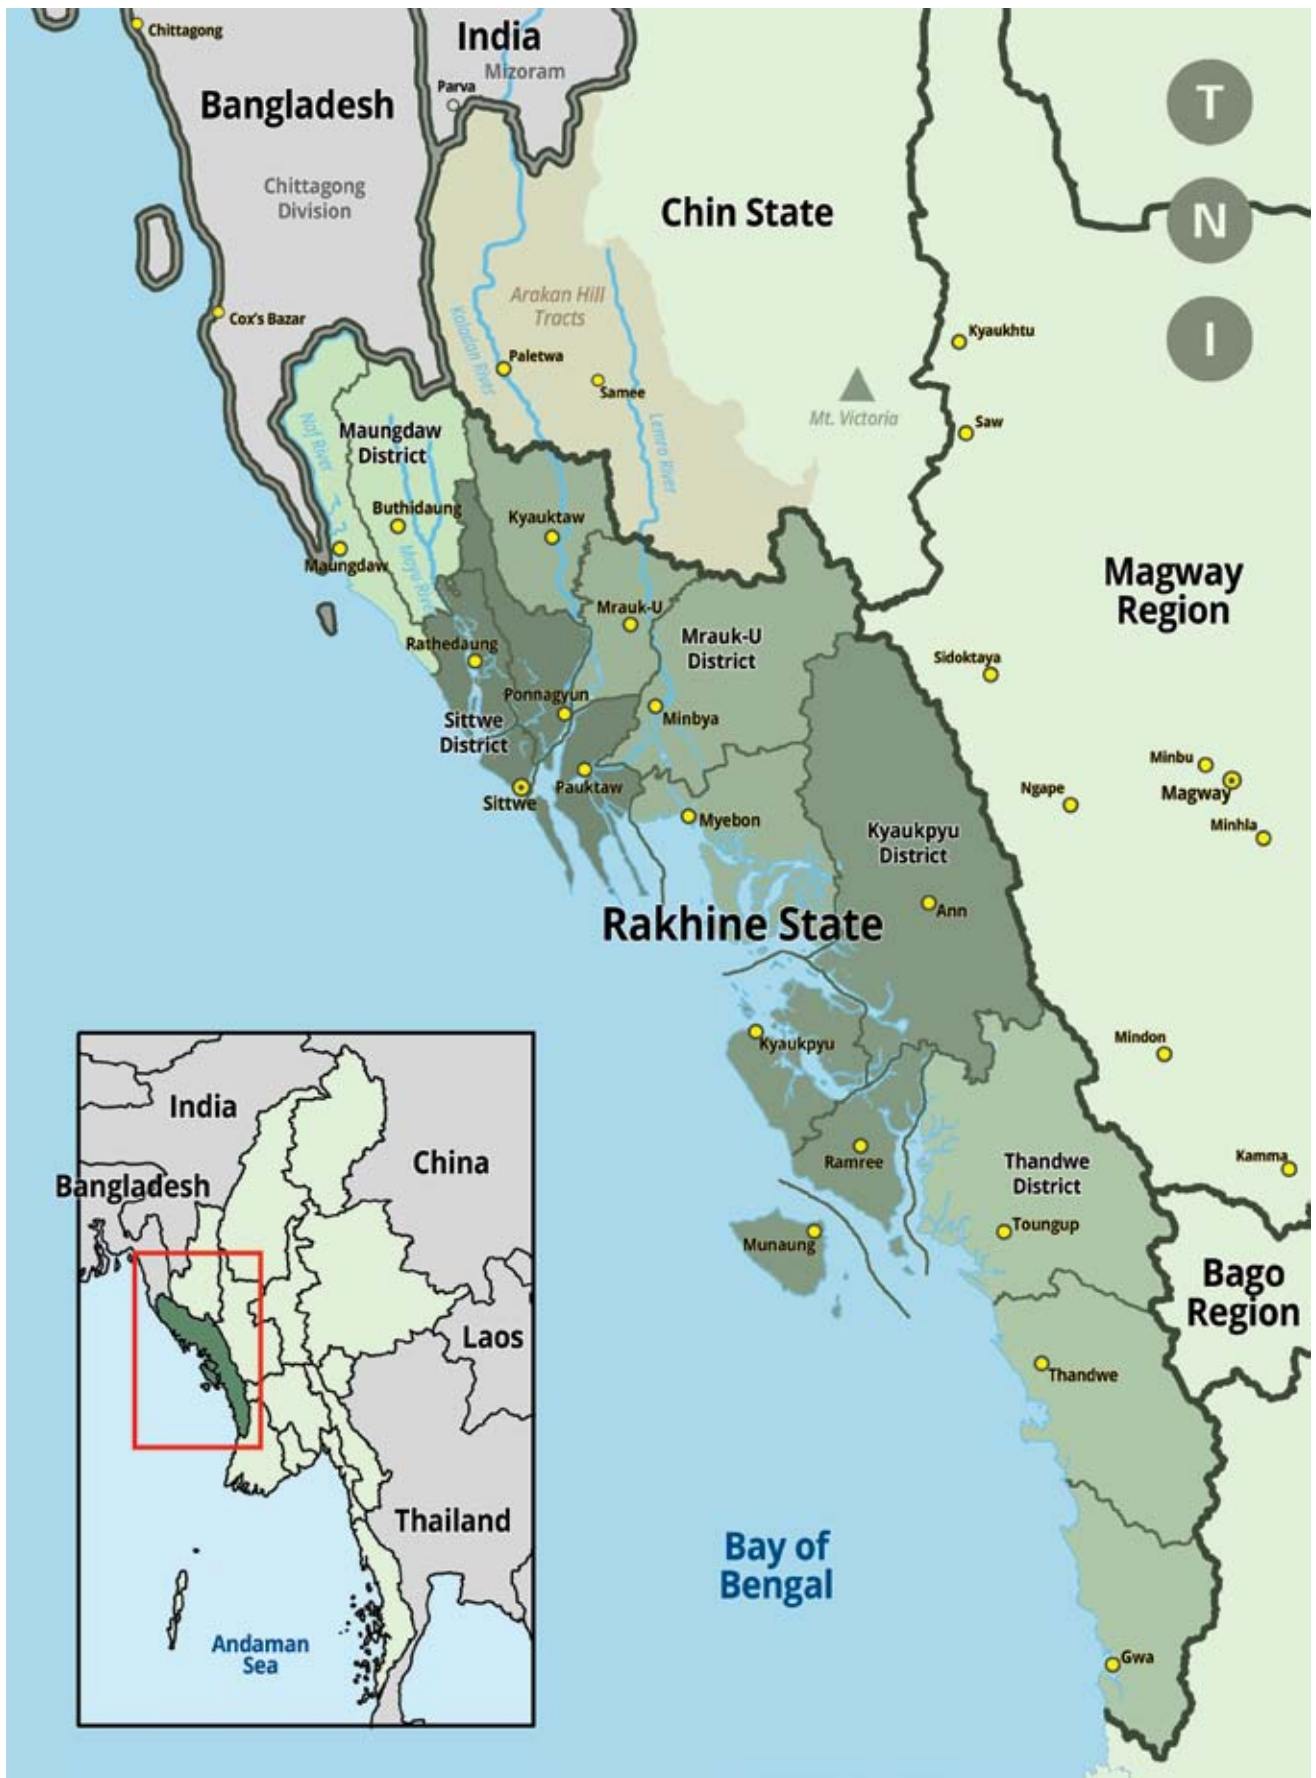 Chittagong
India
Mizoram
Parva
Bangladesh
T
Chittagong
Division
Chin State
N
Arakan Hill
Tracts
Kaladan River
Cox's Bazar
Kyaukhtu
I
Paletwa
Samee
Mt. Victoria
Saw
Naf River
Maungdaw
District
Lemro River
Buthidaung
Kyauktaw
Maungdaw
Mayu River
Magway
Region
Mrauk-U
Rathedaung
Mrauk-U
District
Sidoktaya
Ponnagyun
Sittwe
District
Minbya
Minbu
Magway
Sittwe
Pauktaw
Ngape
Myebon
Minhla
Kyaukpyu
District
Ann
Rakhine State
Kyaukpyu
Mindon
Ramree
Thandwe
District
Kamma
Munaung
Toungup
Bago
Region
Thandwe
Bay of
Bengal
Gwa
India
China
Bangladesh
Laos
Thailand
Andaman
Sea